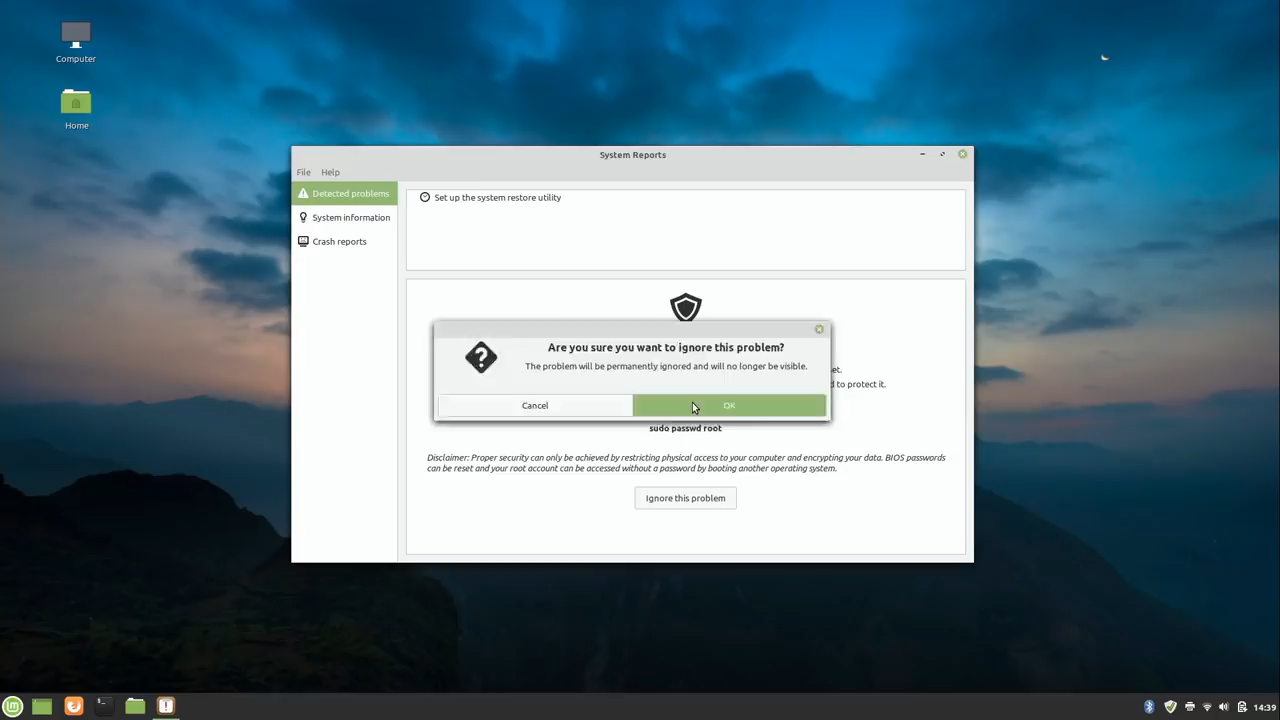 Computer
Home
System Reports
File Help
Detected problems
System information
Crash reports
Set up the system restore utility
Are you sure you want to ignore this problem?
The problem will be permanently ignored and will no longer be visible.
Cancel OK
set.
d to protect it.
sudo passwd root
Disclaimer: Proper security can only be achieved by restricting physical access to your computer and encrypting your data. BIOS passwords
can be reset and your root account can be accessed without a password by booting another operating system.
Ignore this problem
14:39